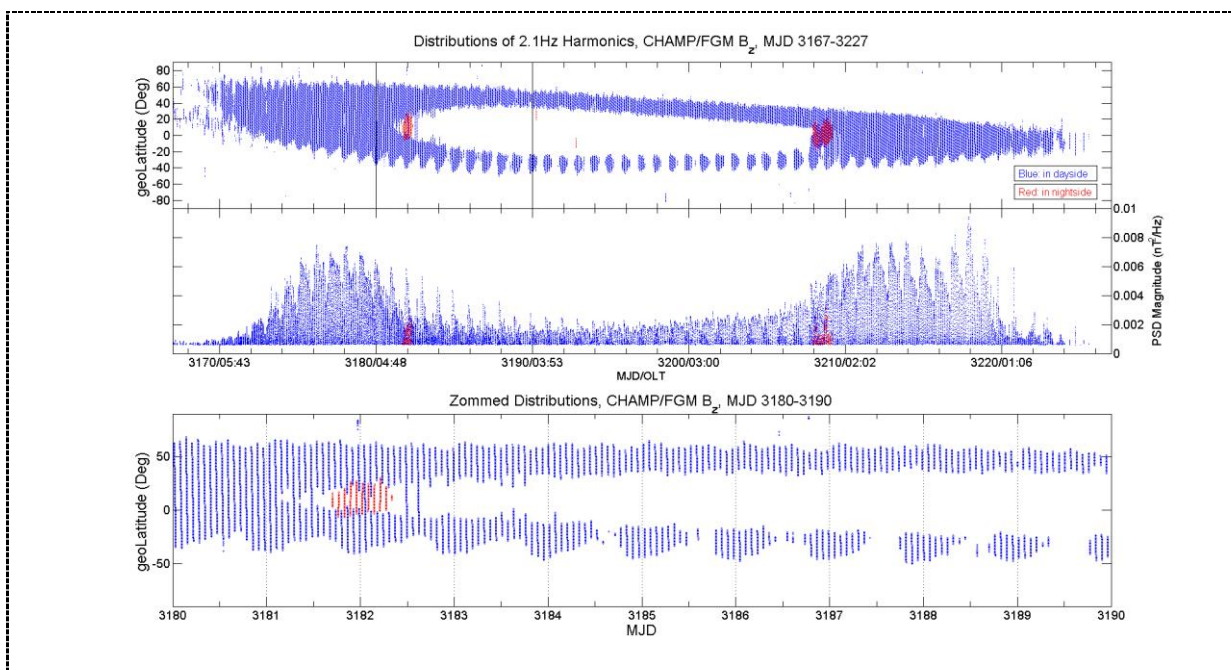 Distributions of 2.1Hz Harmonics, CHAMP/FGM Bz, MJD 3167-3227
80
60
40
20
0
-20
-40
-60
-80
geoLatitude (Deg)
Blue: in dayside
Red: in nightside
0.01
0.008
0.006
0.004
0.002
0
PSD Magnitude (nT²/Hz)
3170/05:43 3180/04:48 3190/03:53 3200/03:00 3210/02:02 3220/01:06
MJD/OLT
Zommed Distributions, CHAMP/FGM Bz, MJD 3180-3190
50
0
-50
geoLatitude (Deg)
3180 3181 3182 3183 3184 3185 3186 3187 3188 3189 3190
MJD